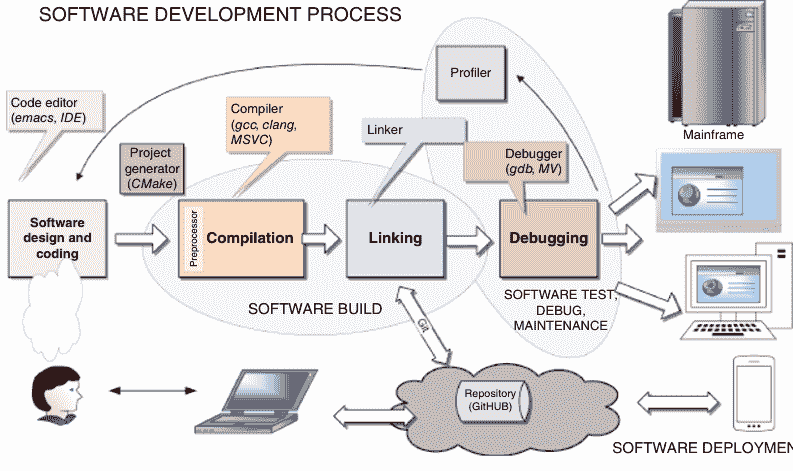 SOFTWARE DEVELOPMENT PROCESS
Profiler
Mainframe
Code editor
(emacs, IDE)
Compiler
(gcc, clang,
MSVC)
Linker
Project
generator
(CMake)
Debugger
(gdb, MV)
Software
design and
coding
Preprocessor
Compilation
Linking
Debugging
SOFTWARE BUILD
SOFTWARE TEST,
DEBUG,
MAINTENANCE
Git
Repository
(GitHUB)
SOFTWARE DEPLOYMEN